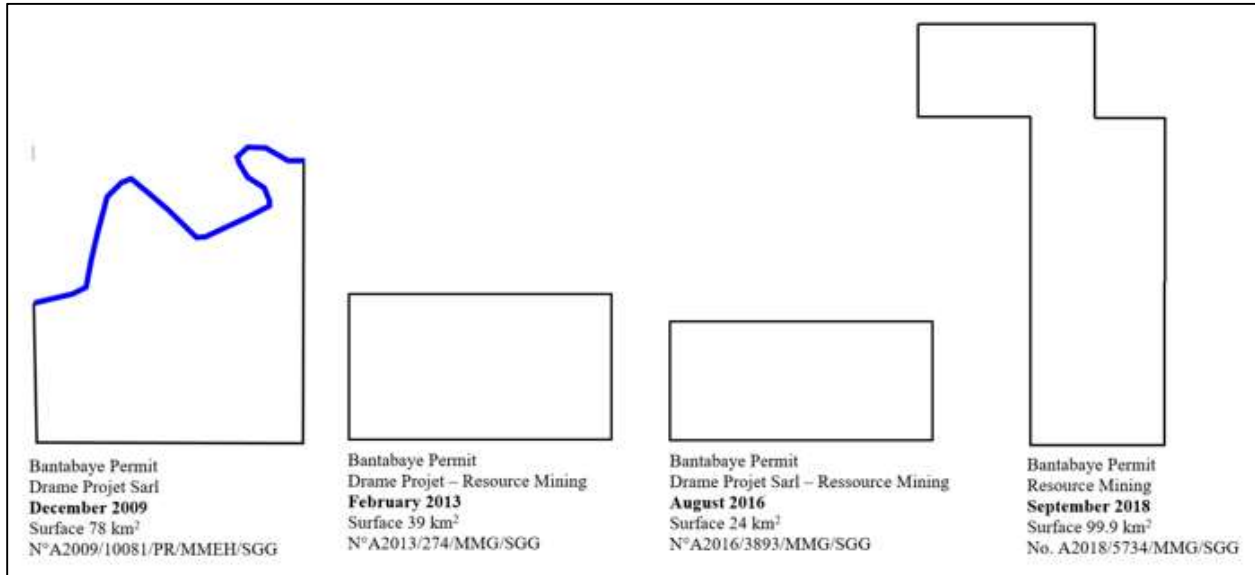 Bantabaye Permit
Drame Projet Sarl
December 2009
Surface 78 km²
N°A2009/10081/PR/MMEH/SGG
Bantabaye Permit
Drame Projet – Resource Mining
February 2013
Surface 39 km²
N°A2013/274/MMG/SGG
Bantabaye Permit
Drame Projet Sarl – Ressource Mining
August 2016
Surface 24 km²
N°A2016/3893/MMG/SGG
Bantabaye Permit
Resource Mining
September 2018
Surface 99.9 km²
No. A2018/5734/MMG/SGG